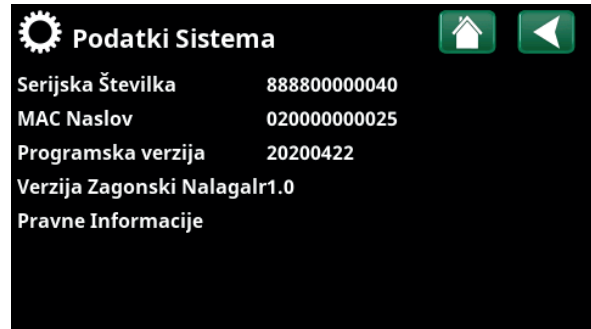 Podatki Sistema
Serijska Številka 888800000040
MAC Naslov 020000000025
Programska verzija 20200422
Verzija Zagonski Nalagalr1.0
Pravne Informacije